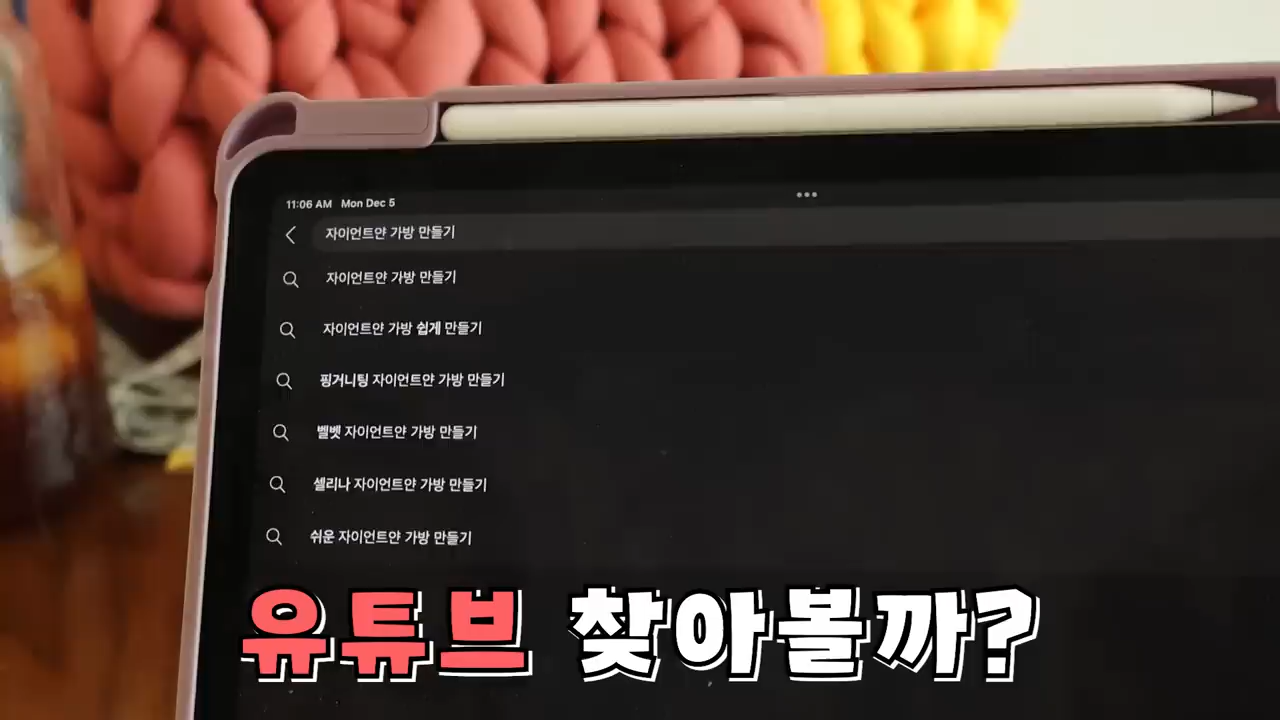 11:06 AM Mon Dec 5
자이언트얀 가방 만들기
자이언트얀 가방 만들기
자이언트얀 가방 쉽게 만들기
핑거니팅 자이언트얀 가방 만들기
벨벳 자이언트얀 가방 만들기
셀리나 자이언트얀 가방 만들기
쉬운 자이언트얀 가방 만들기
유튜브 찾아볼까?